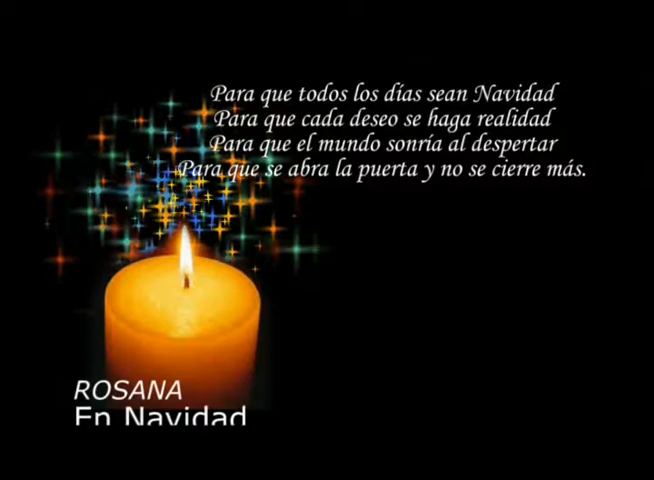 Para que todos los días sean Navidad
Para que cada deseo se haga realidad
Para que el mundo sonría al despertar
Para que se abra la puerta y no se cierre más.
ROSANA
En Navidad